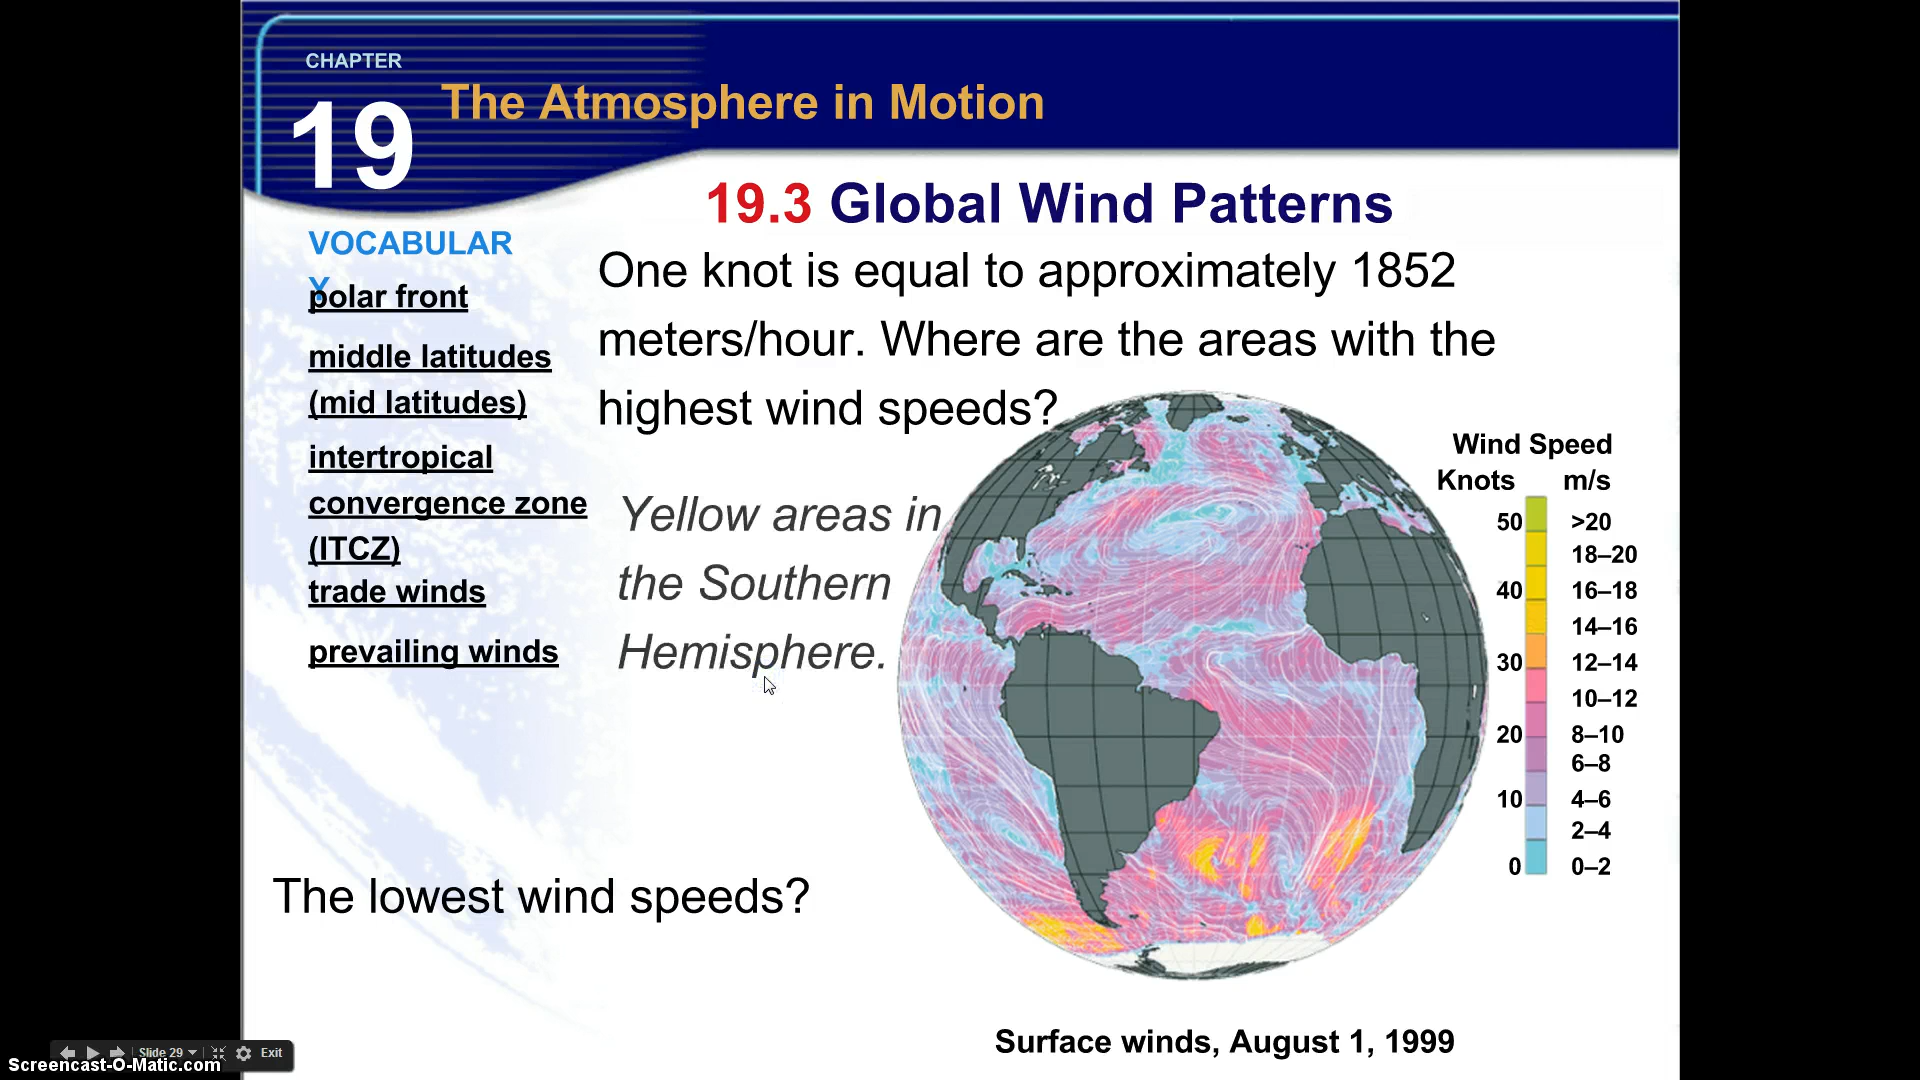 CHAPTER
19
The Atmosphere in Motion
19.3 Global Wind Patterns
VOCABULAR
Y
polar front
middle latitudes
(mid latitudes)
intertropical
convergence zone
(ITCZ)
trade winds
prevailing winds
One knot is equal to approximately 1852
meters/hour. Where are the areas with the
highest wind speeds?
Yellow areas in
the Southern
Hemisphere.
The lowest wind speeds?
Wind Speed
Knots m/s
50 >20
18–20
40 16–18
14–16
30 12–14
10–12
20 8–10
6–8
10 4–6
2–4
0 0–2
Surface winds, August 1, 1999
Slide 29 Exit
Screencast-O-Matic.com